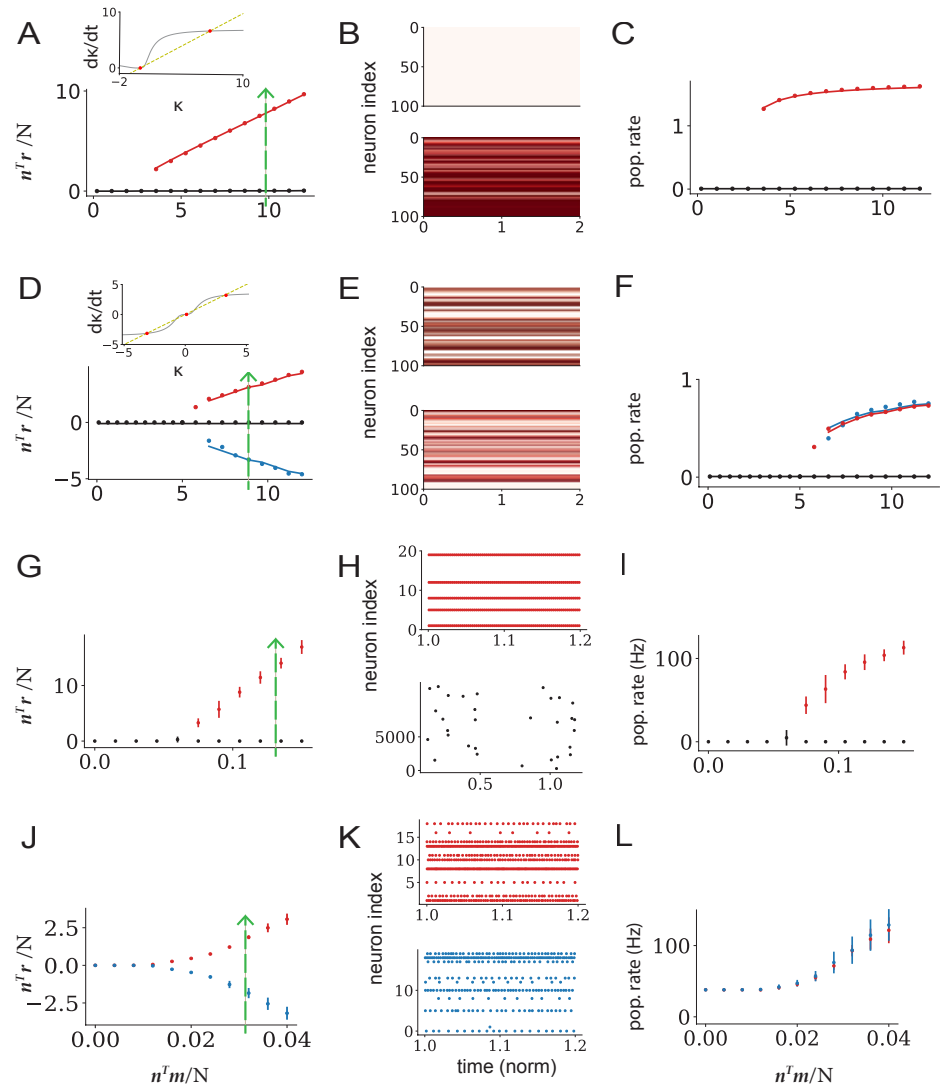 A
dκ/dt
−2
10
κ
10
0
nᵀr /N
0
5
10
B
neuron index
0
50
100
0
50
100
0
1
2
C
pop. rate
1
0
0
5
10
D
dκ/dt
5
0
−5
−5
0
5
κ
nᵀr /N
0
−5
0
5
10
E
neuron index
0
50
100
0
50
100
0
1
2
F
pop. rate
1
0
0
5
10
G
nᵀr /N
10
0
0.0
0.1
H
neuron index
20
10
0
1.0
1.1
1.2
5000
0
0.5
1.0
I
pop. rate (Hz)
100
0
0.0
0.1
J
nᵀr /N
2.5
0.0
−2.5
0.00
0.02
0.04
nᵀm/N
K
neuron index
15
10
5
1.0
1.1
1.2
10
0
1.0
1.1
1.2
time (norm)
L
pop. rate (Hz)
100
0
0.00
0.02
0.04
nᵀm/N